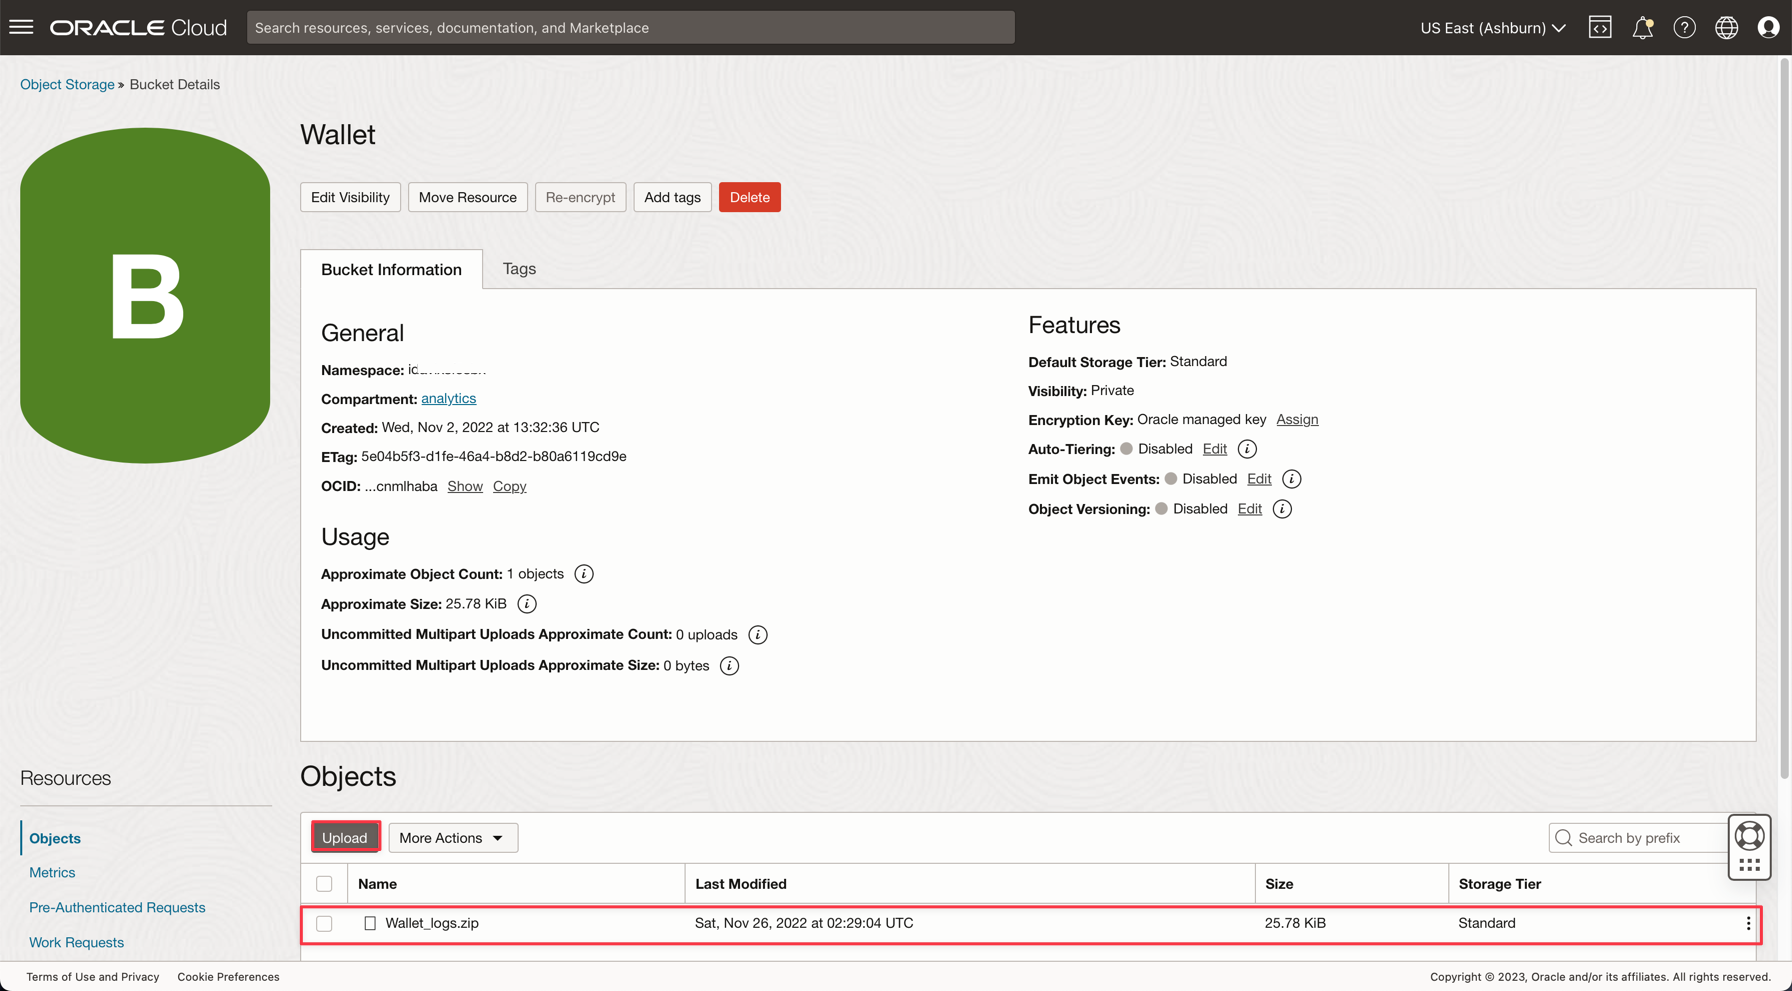 ORACLE Cloud
Search resources, services, documentation, and Marketplace
US East (Ashburn)
Object Storage » Bucket Details
B
Wallet
Edit Visibility
Move Resource
Re-encrypt
Add tags
Delete
Bucket Information
Tags
General
Namespace:
Compartment: analytics
Created: Wed, Nov 2, 2022 at 13:32:36 UTC
ETag: 5e04b5f3-d1fe-46a4-b8d2-b80a6119cd9e
OCID: ...cnmlhaba Show Copy
Usage
Approximate Object Count: 1 objects
Approximate Size: 25.78 KiB
Uncommitted Multipart Uploads Approximate Count: 0 uploads
Uncommitted Multipart Uploads Approximate Size: 0 bytes
Features
Default Storage Tier: Standard
Visibility: Private
Encryption Key: Oracle managed key Assign
Auto-Tiering: Disabled Edit
Emit Object Events: Disabled Edit
Object Versioning: Disabled Edit
Resources
Objects
Metrics
Pre-Authenticated Requests
Work Requests
Objects
Upload
More Actions
Search by prefix
Name Last Modified Size Storage Tier
Wallet_logs.zip Sat, Nov 26, 2022 at 02:29:04 UTC 25.78 KiB Standard
Terms of Use and Privacy Cookie Preferences
Copyright © 2023, Oracle and/or its affiliates. All rights reserved.